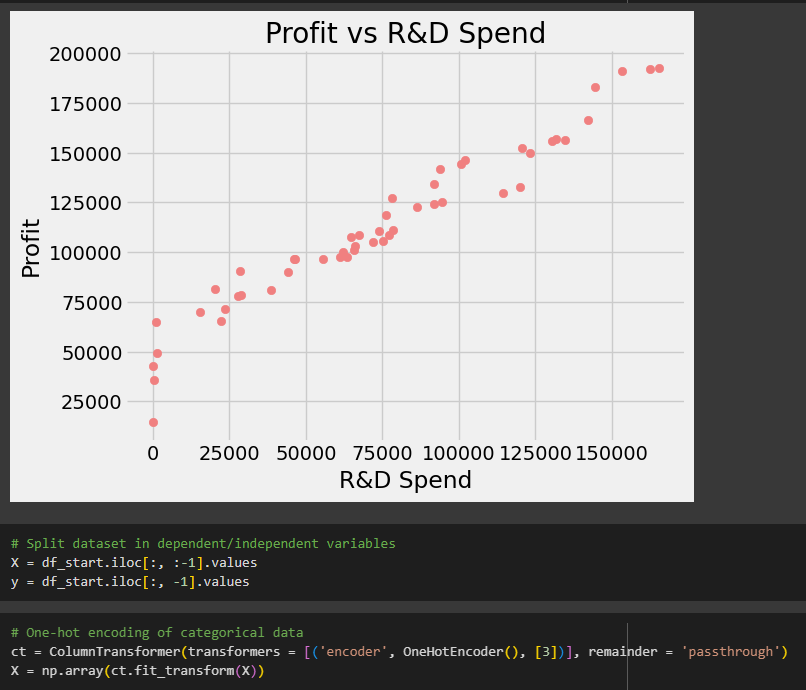 Profit vs R&D Spend
200000
175000
150000
125000
100000
75000
50000
25000
Profit
0 25000 50000 75000 100000 125000 150000
R&D Spend
# Split dataset in dependent/independent variables
X = df_start.iloc[:, :-1].values
y = df_start.iloc[:, -1].values
# One-hot encoding of categorical data
ct = ColumnTransformer(transformers = [('encoder', OneHotEncoder(), [3])], remainder = 'passthrough')
X = np.array(ct.fit_transform(X))